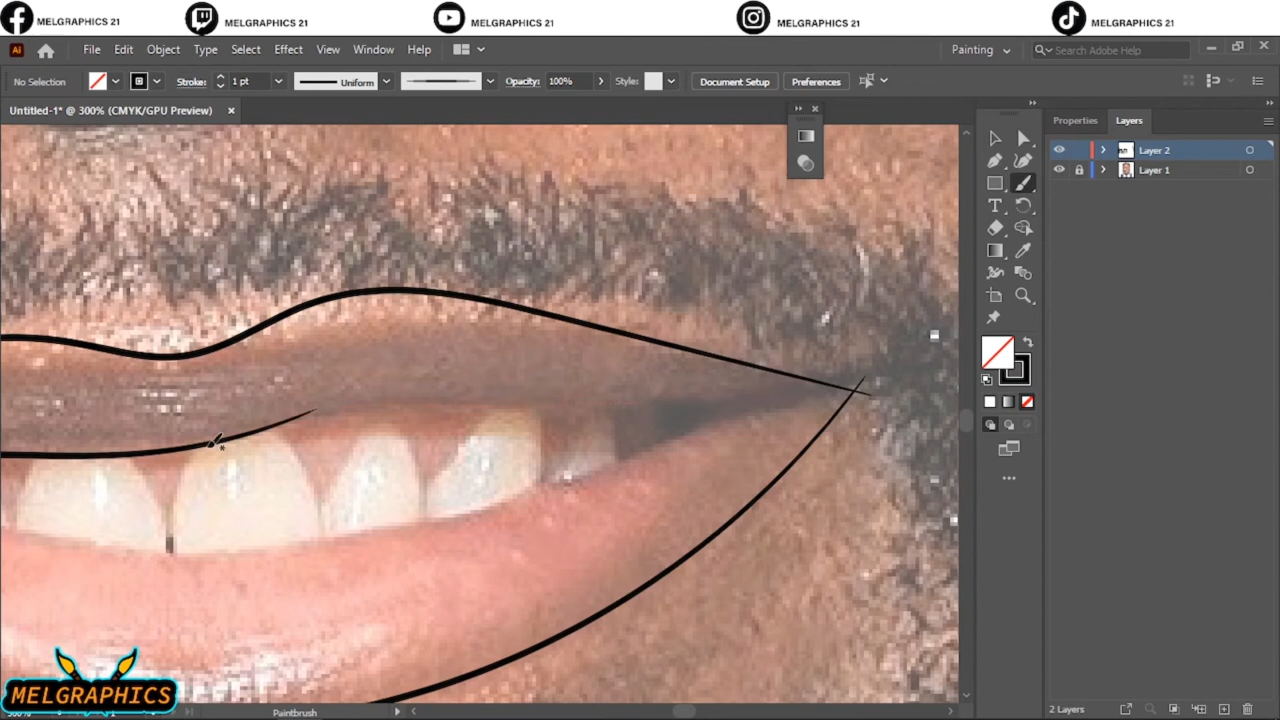 MELGRAPHICS 21 MELGRAPHICS 21 MELGRAPHICS 21 MELGRAPHICS 21 MELGRAPHICS 21
Ai File Edit Object Type Select Effect View Window Help Painting Search Adobe Help
No Selection Stroke: 1 pt Uniform Opacity: 100% Style: Document Setup Preferences
Untitled-1* @ 300% (CMYK/GPU Preview)
Properties Layers
Layer 2
Layer 1
MELGRAPHICS
Paintbrush
2 Layers